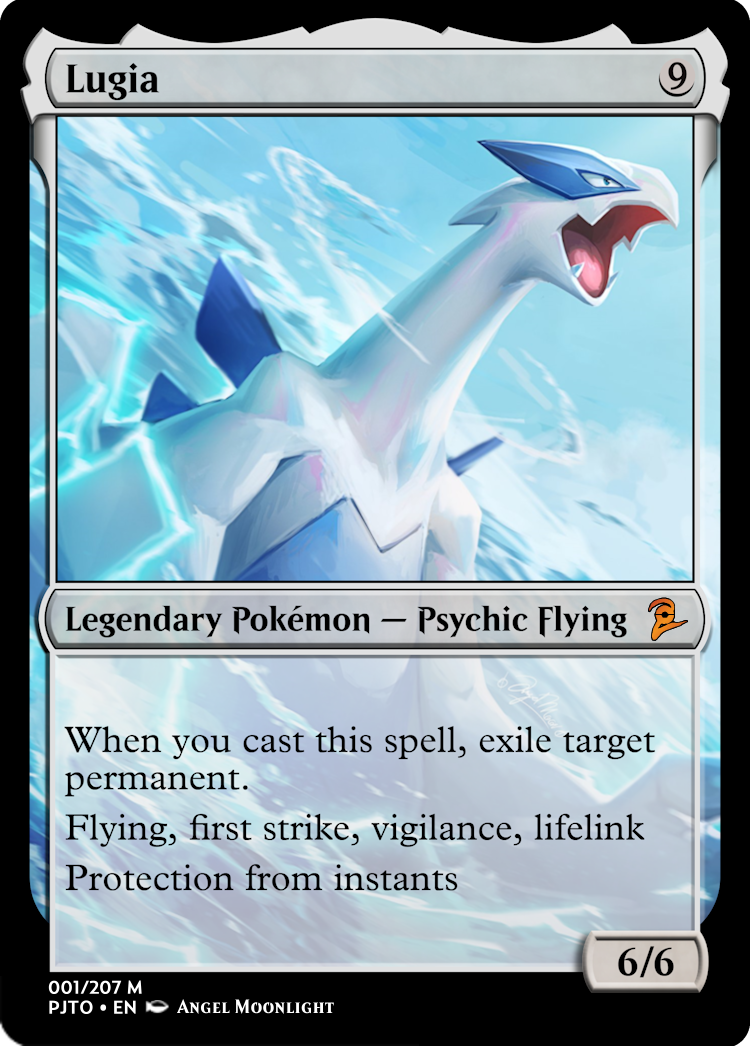 Lugia 9
Legendary Pokémon — Psychic Flying
When you cast this spell, exile target
permanent.
Flying, first strike, vigilance, lifelink
Protection from instants
6/6
001/207 M
PJTO • EN Angel Moonlight